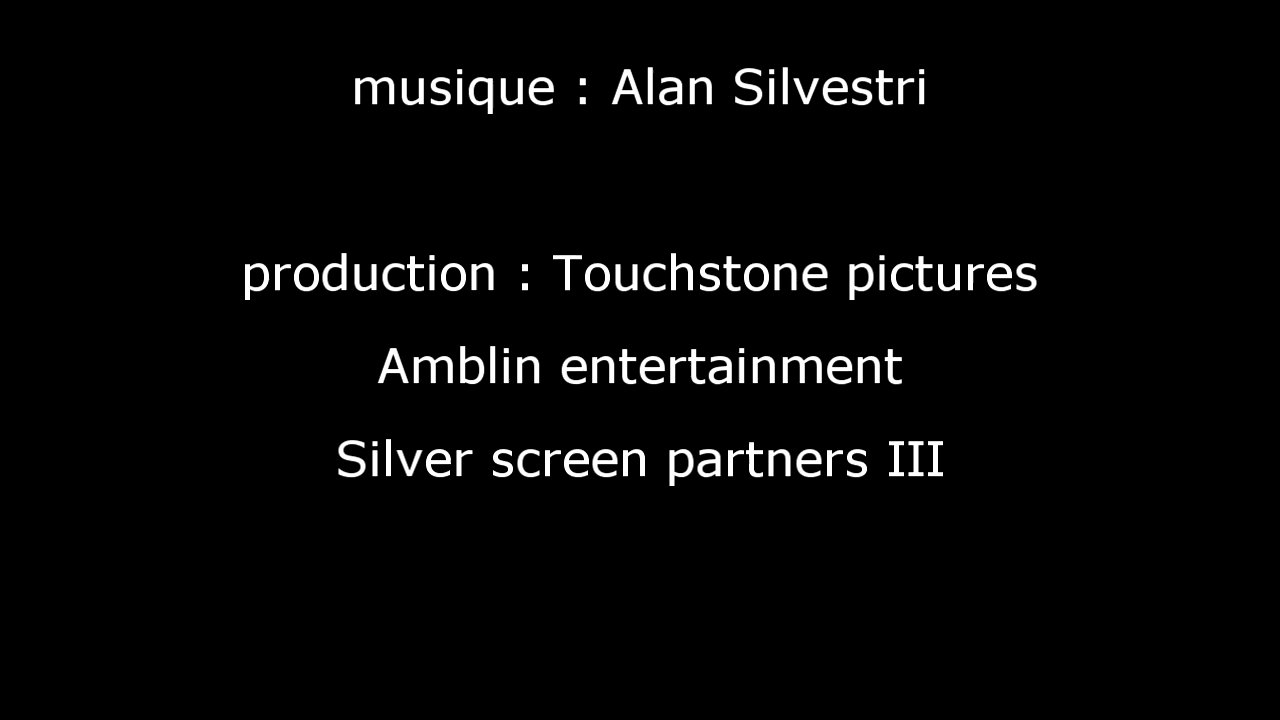 musique : Alan Silvestri
production : Touchstone pictures
Amblin entertainment
Silver screen partners III